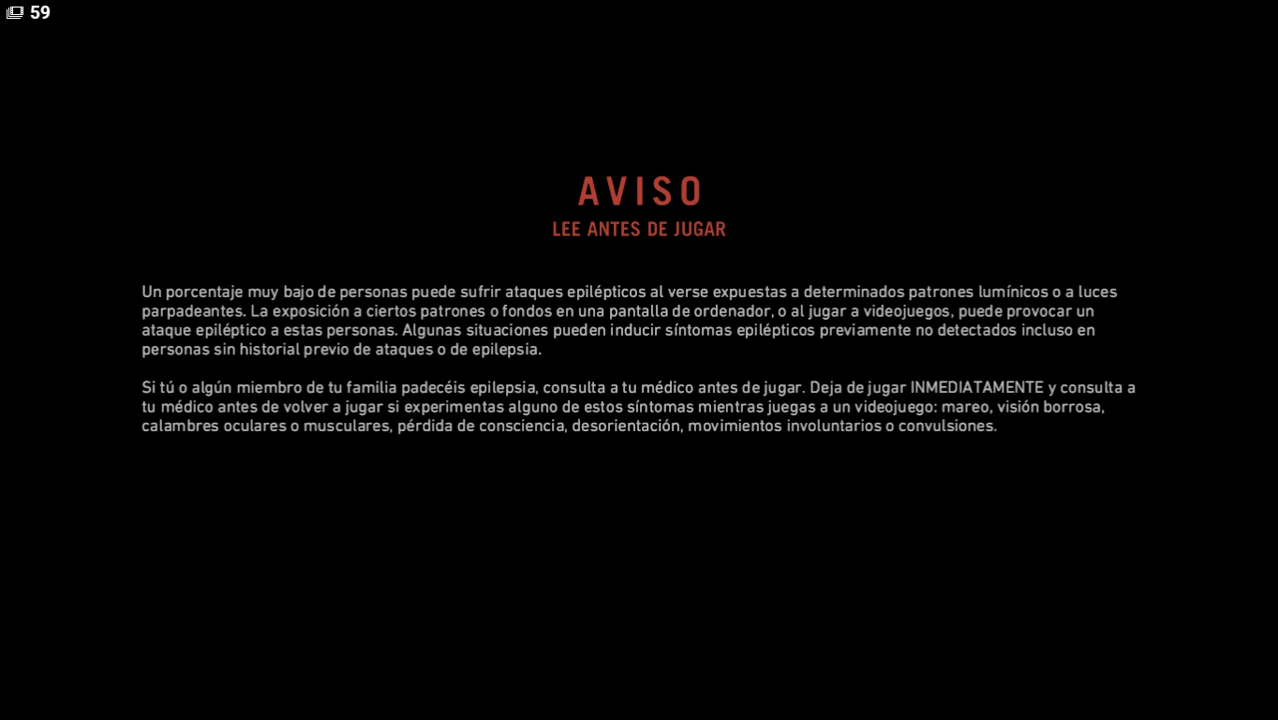 59
AVISO
LEE ANTES DE JUGAR
Un porcentaje muy bajo de personas puede sufrir ataques epilépticos al verse expuestas a determinados patrones lumínicos o a luces
parpadeantes. La exposición a ciertos patrones o fondos en una pantalla de ordenador, o al jugar a videojuegos, puede provocar un
ataque epiléptico a estas personas. Algunas situaciones pueden inducir síntomas epilépticos previamente no detectados incluso en
personas sin historial previo de ataques o de epilepsia.
Si tú o algún miembro de tu familia padecéis epilepsia, consulta a tu médico antes de jugar. Deja de jugar INMEDIATAMENTE y consulta a
tu médico antes de volver a jugar si experimentas alguno de estos síntomas mientras juegas a un videojuego: mareo, visión borrosa,
calambres oculares o musculares, pérdida de consciencia, desorientación, movimientos involuntarios o convulsiones.